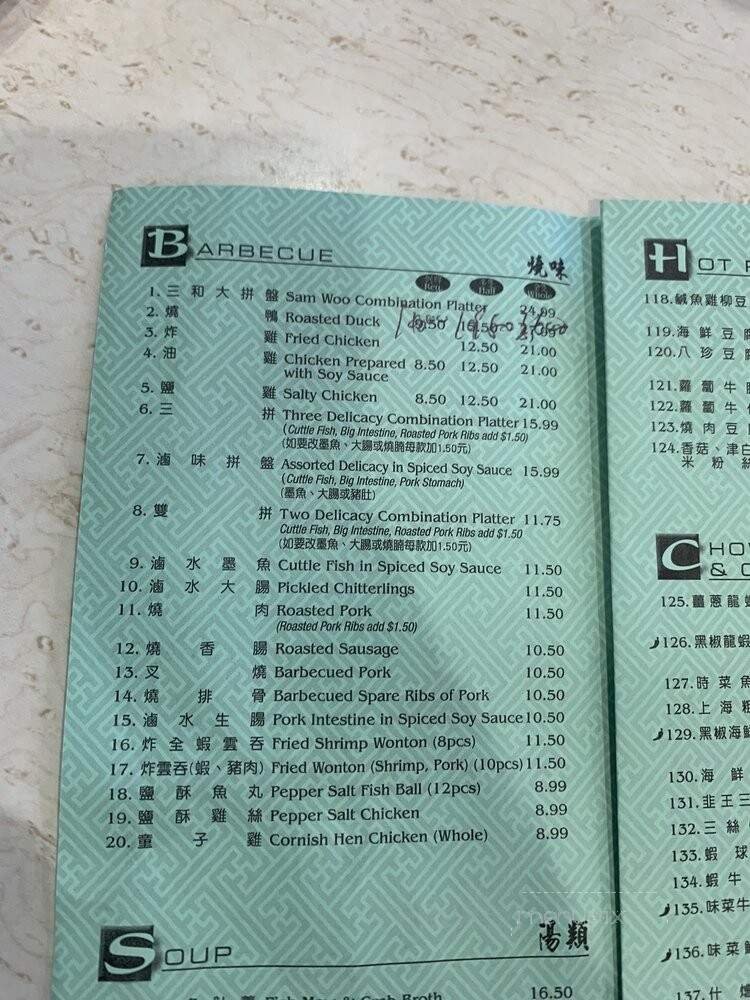 BARBECUE 燒味
Half Whole
1. 三和大拼盤 Sam Woo Combination Platter 24.99
2. 燒鴨 Roasted Duck
3. 炸雞 Fried Chicken 12.50 21.00
4. 油雞 Chicken Prepared 8.50 12.50 21.00
with Soy Sauce
5. 鹽雞 Salty Chicken 8.50 12.50 21.00
6. 三拼 Three Delicacy Combination Platter 15.99
(Cuttle Fish, Big Intestine, Roasted Pork Ribs add $1.50)
(如要改墨魚、大腸或燒腩每款加1.50元)
7. 滷味拼盤 Assorted Delicacy in Spiced Soy Sauce 15.99
(Cuttle Fish, Big Intestine, Pork Stomach)
(墨魚、大腸或豬肚)
8. 雙拼 Two Delicacy Combination Platter 11.75
Cuttle Fish, Big Intestine, Roasted Pork Ribs add $1.50
(如要改墨魚、大腸或燒腩每款加1.50元)
9. 滷水墨魚 Cuttle Fish in Spiced Soy Sauce 11.50
10. 滷水大腸 Pickled Chitterlings 11.50
11. 燒肉 Roasted Pork 11.50
(Roasted Pork Ribs add $1.50)
12. 燒香腸 Roasted Sausage 10.50
13. 叉燒 Barbecued Pork 10.50
14. 燒排骨 Barbecued Spare Ribs of Pork 10.50
15. 滷水生腸 Pork Intestine in Spiced Soy Sauce 10.50
16. 炸全蝦雲吞 Fried Shrimp Wonton (8pcs) 11.50
17. 炸雲吞(蝦、豬肉) Fried Wonton (Shrimp, Pork) (10pcs) 11.50
18. 鹽酥魚丸 Pepper Salt Fish Ball (12pcs) 8.99
19. 鹽酥雞絲 Pepper Salt Chicken 8.99
20. 童子雞 Cornish Hen Chicken (Whole) 8.99
SOUP 湯類
16.50
HOT
118. 鹹魚雞柳豆
119. 海鮮豆
120. 八珍豆
121. 蘿蔔牛
122. 蘿蔔牛
123. 燒肉豆
124. 香菇、津白
米粉絲
CHO
& C
125. 薑蔥龍
126. 黑椒龍蝦
127. 時菜魚
128. 上海粗
129. 黑椒海鮮
130. 海鮮
131. 韭王三
132. 三絲
133. 蝦球
134. 蝦牛
135. 味菜牛
136. 味菜
137. 什